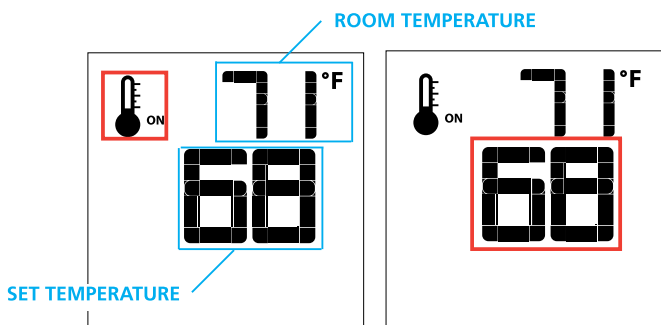 ROOM TEMPERATURE
71°F
ON
68
SET TEMPERATURE
71°F
ON
68